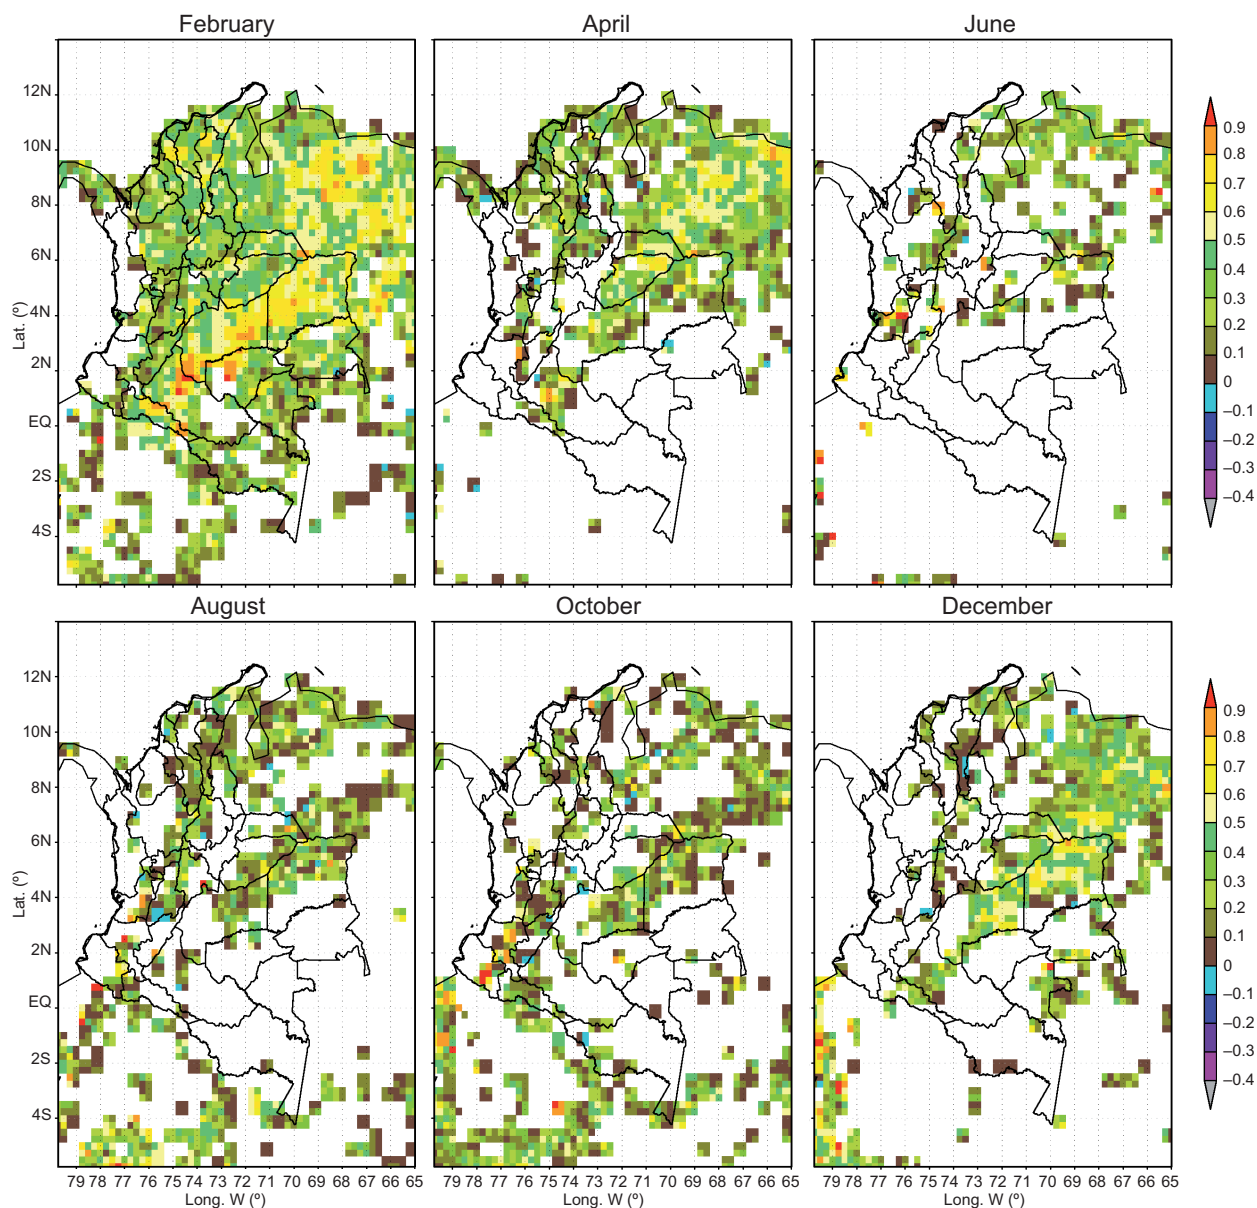 February April June
12N
10N
8N
6N
4N
2N
EQ
2S
4S
Lat. (º)
0.9
0.8
0.7
0.6
0.5
0.4
0.3
0.2
0.1
0
–0.1
–0.2
–0.3
–0.4
August October December
12N
10N
8N
6N
4N
2N
EQ
2S
4S
Lat. (º)
0.9
0.8
0.7
0.6
0.5
0.4
0.3
0.2
0.1
0
–0.1
–0.2
–0.3
–0.4
79 78 77 76 75 74 73 72 71 70 69 68 67 66 65
79 78 77 76 75 74 73 72 71 70 69 68 67 66 65
79 78 77 76 75 74 73 72 71 70 69 68 67 66 65
Long. W (º) Long. W (º) Long. W (º)